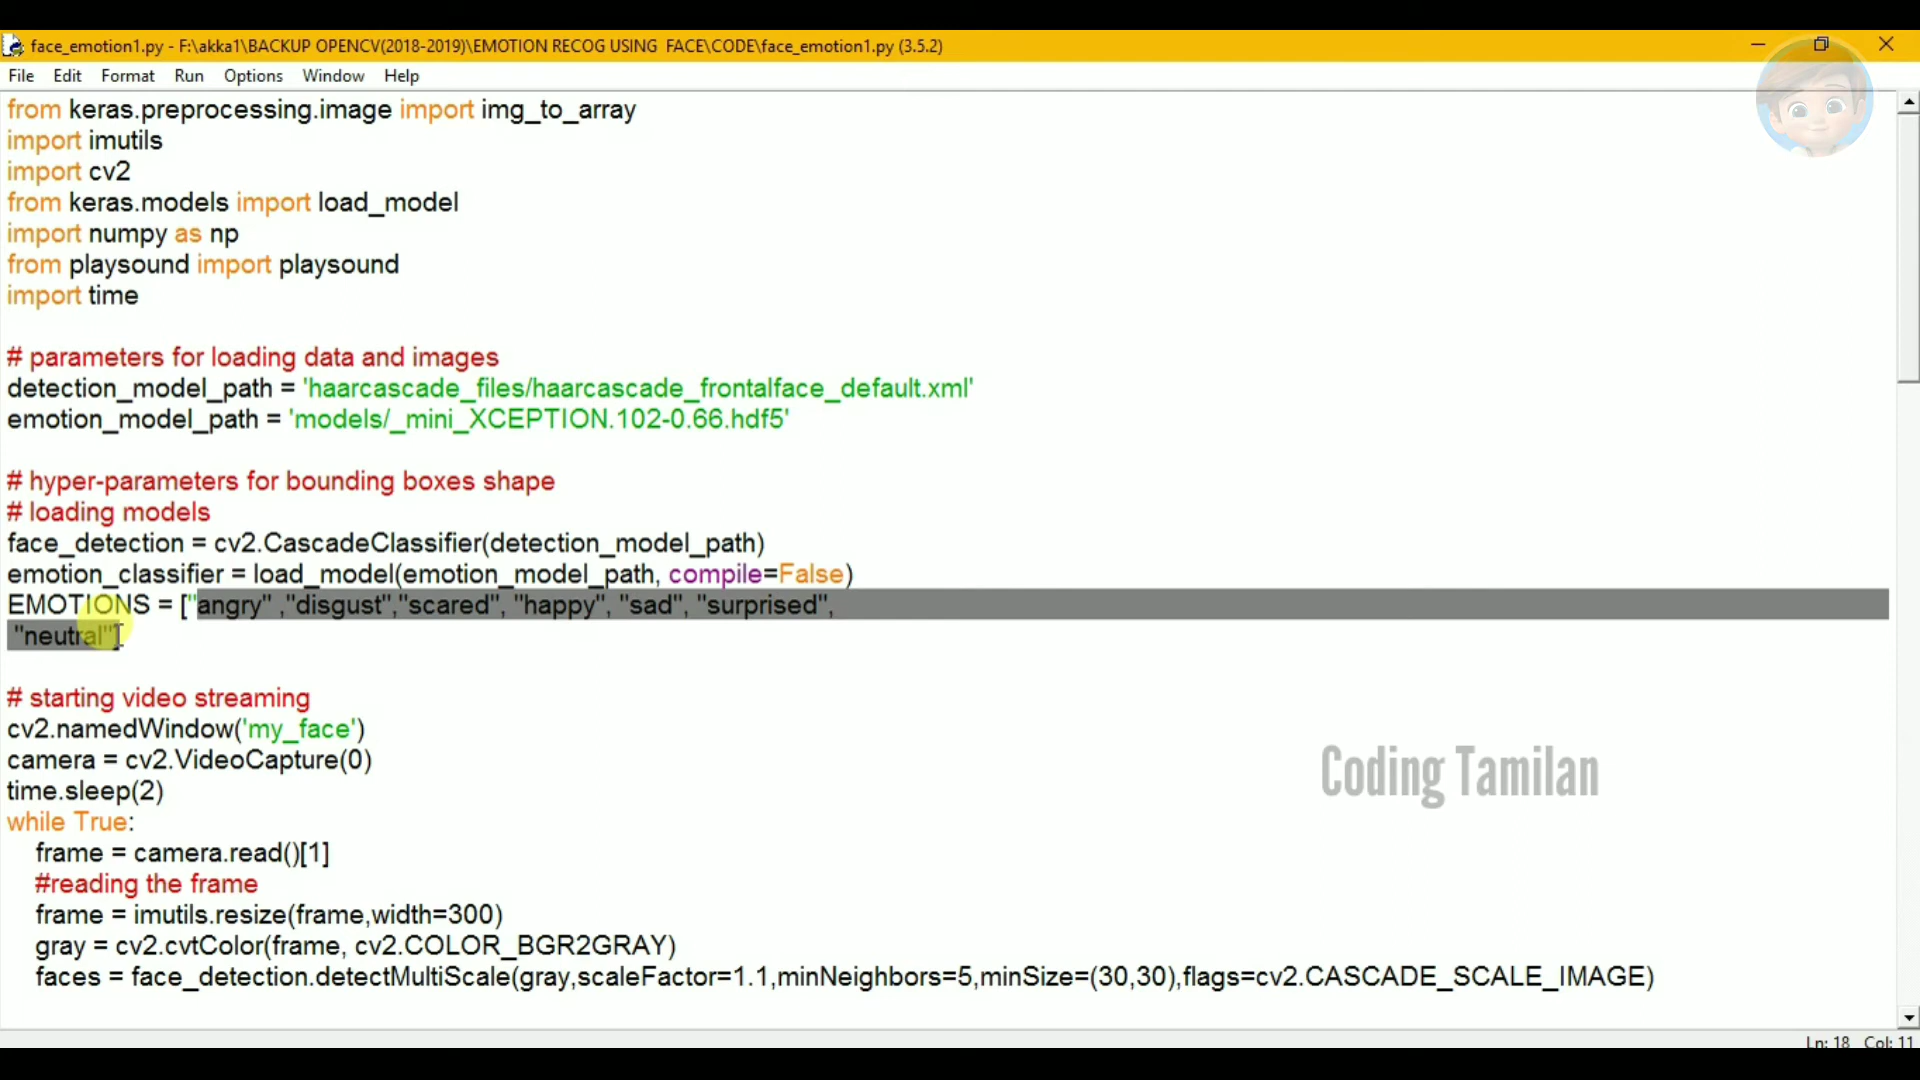 face_emotion1.py - F:\akka1\BACKUP OPENCV(2018-2019)\EMOTION RECOG USING  FACE\CODE\face_emotion1.py (3.5.2)
File Edit Format Run Options Window Help
from keras.preprocessing.image import img_to_array
import imutils
import cv2
from keras.models import load_model
import numpy as np
from playsound import playsound
import time
# parameters for loading data and images
detection_model_path = 'haarcascade_files/haarcascade_frontalface_default.xml'
emotion_model_path = 'models/_mini_XCEPTION.102-0.66.hdf5'
# hyper-parameters for bounding boxes shape
# loading models
face_detection = cv2.CascadeClassifier(detection_model_path)
emotion_classifier = load_model(emotion_model_path, compile=False)
EMOTIONS = ["angry" ,"disgust","scared", "happy", "sad", "surprised",
 "neutral"]
# starting video streaming
cv2.namedWindow('my_face')
camera = cv2.VideoCapture(0)
time.sleep(2)
while True:
    frame = camera.read()[1]
    #reading the frame
    frame = imutils.resize(frame,width=300)
    gray = cv2.cvtColor(frame, cv2.COLOR_BGR2GRAY)
    faces = face_detection.detectMultiScale(gray,scaleFactor=1.1,minNeighbors=5,minSize=(30,30),flags=cv2.CASCADE_SCALE_IMAGE)
Coding Tamilan
Ln: 18 Col: 11